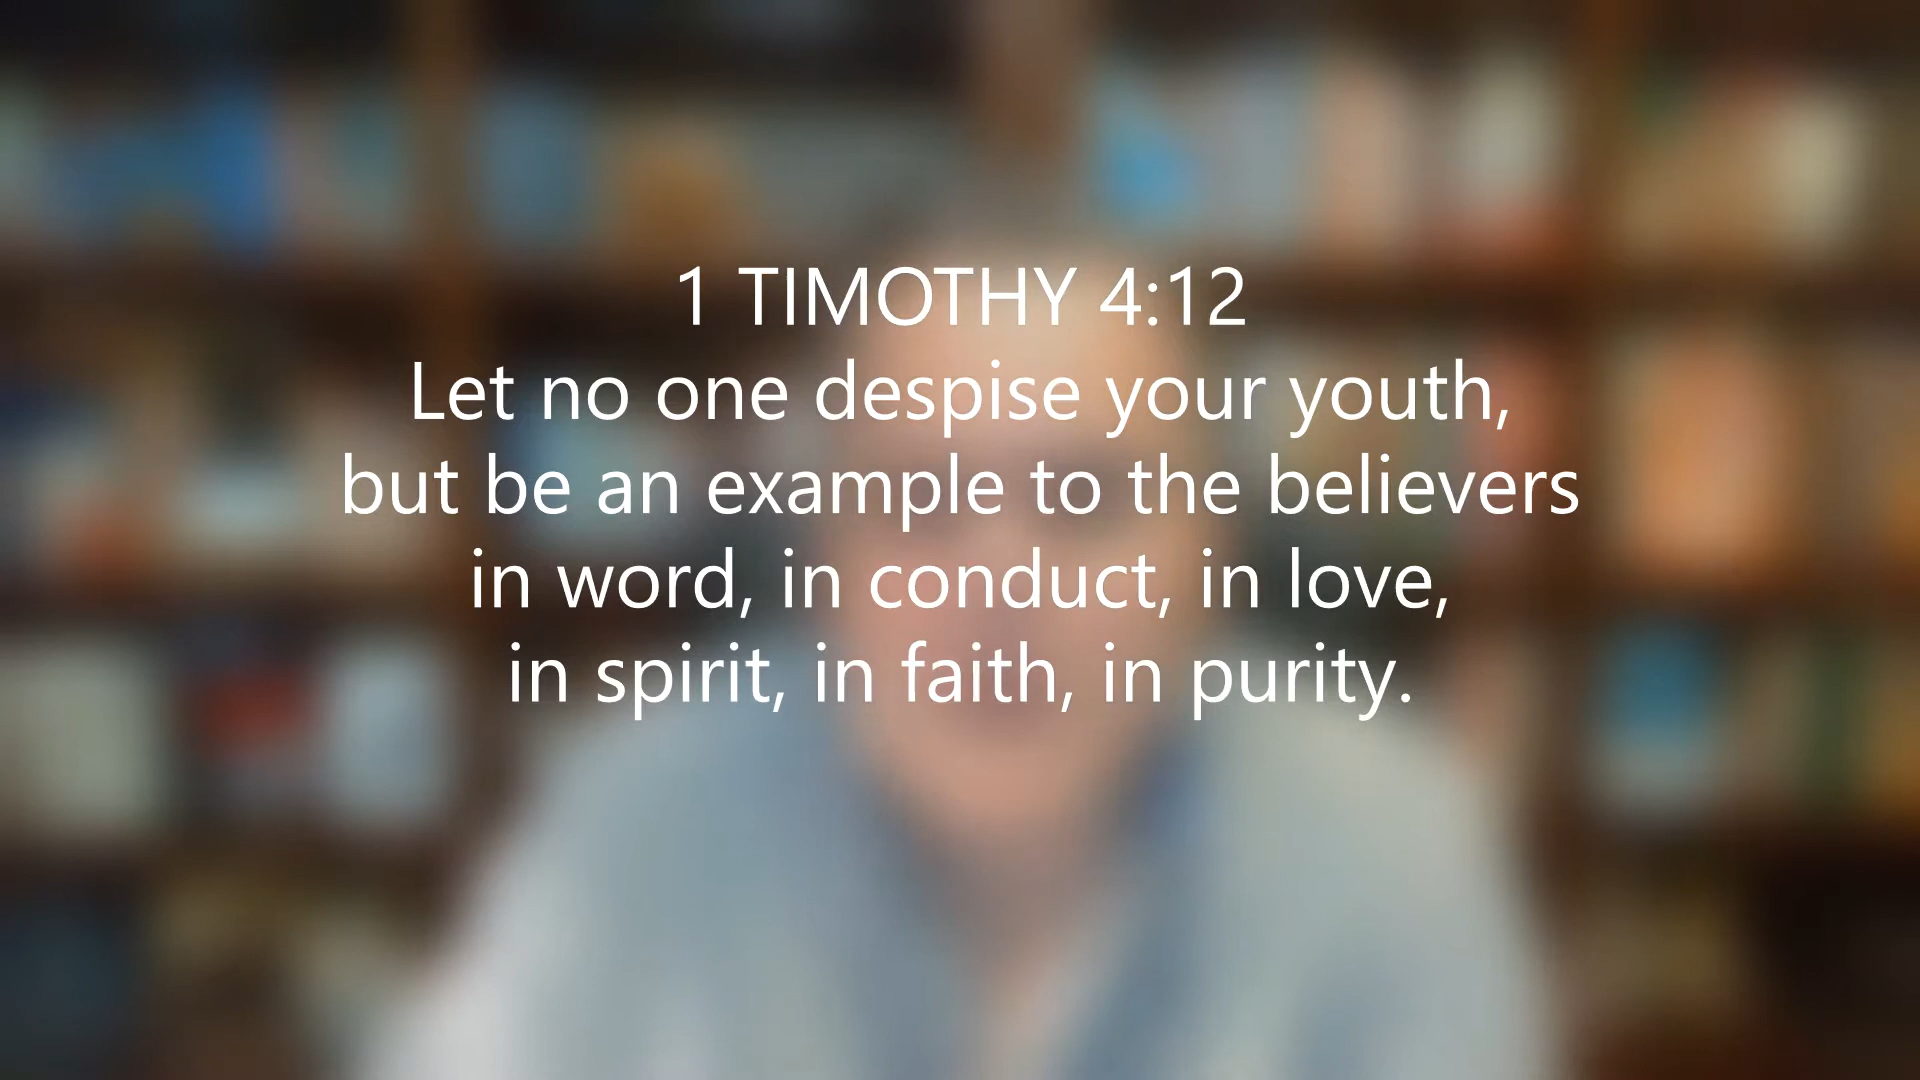 1 TIMOTHY 4:12
Let no one despise your youth,
but be an example to the believers
in word, in conduct, in love,
in spirit, in faith, in purity.